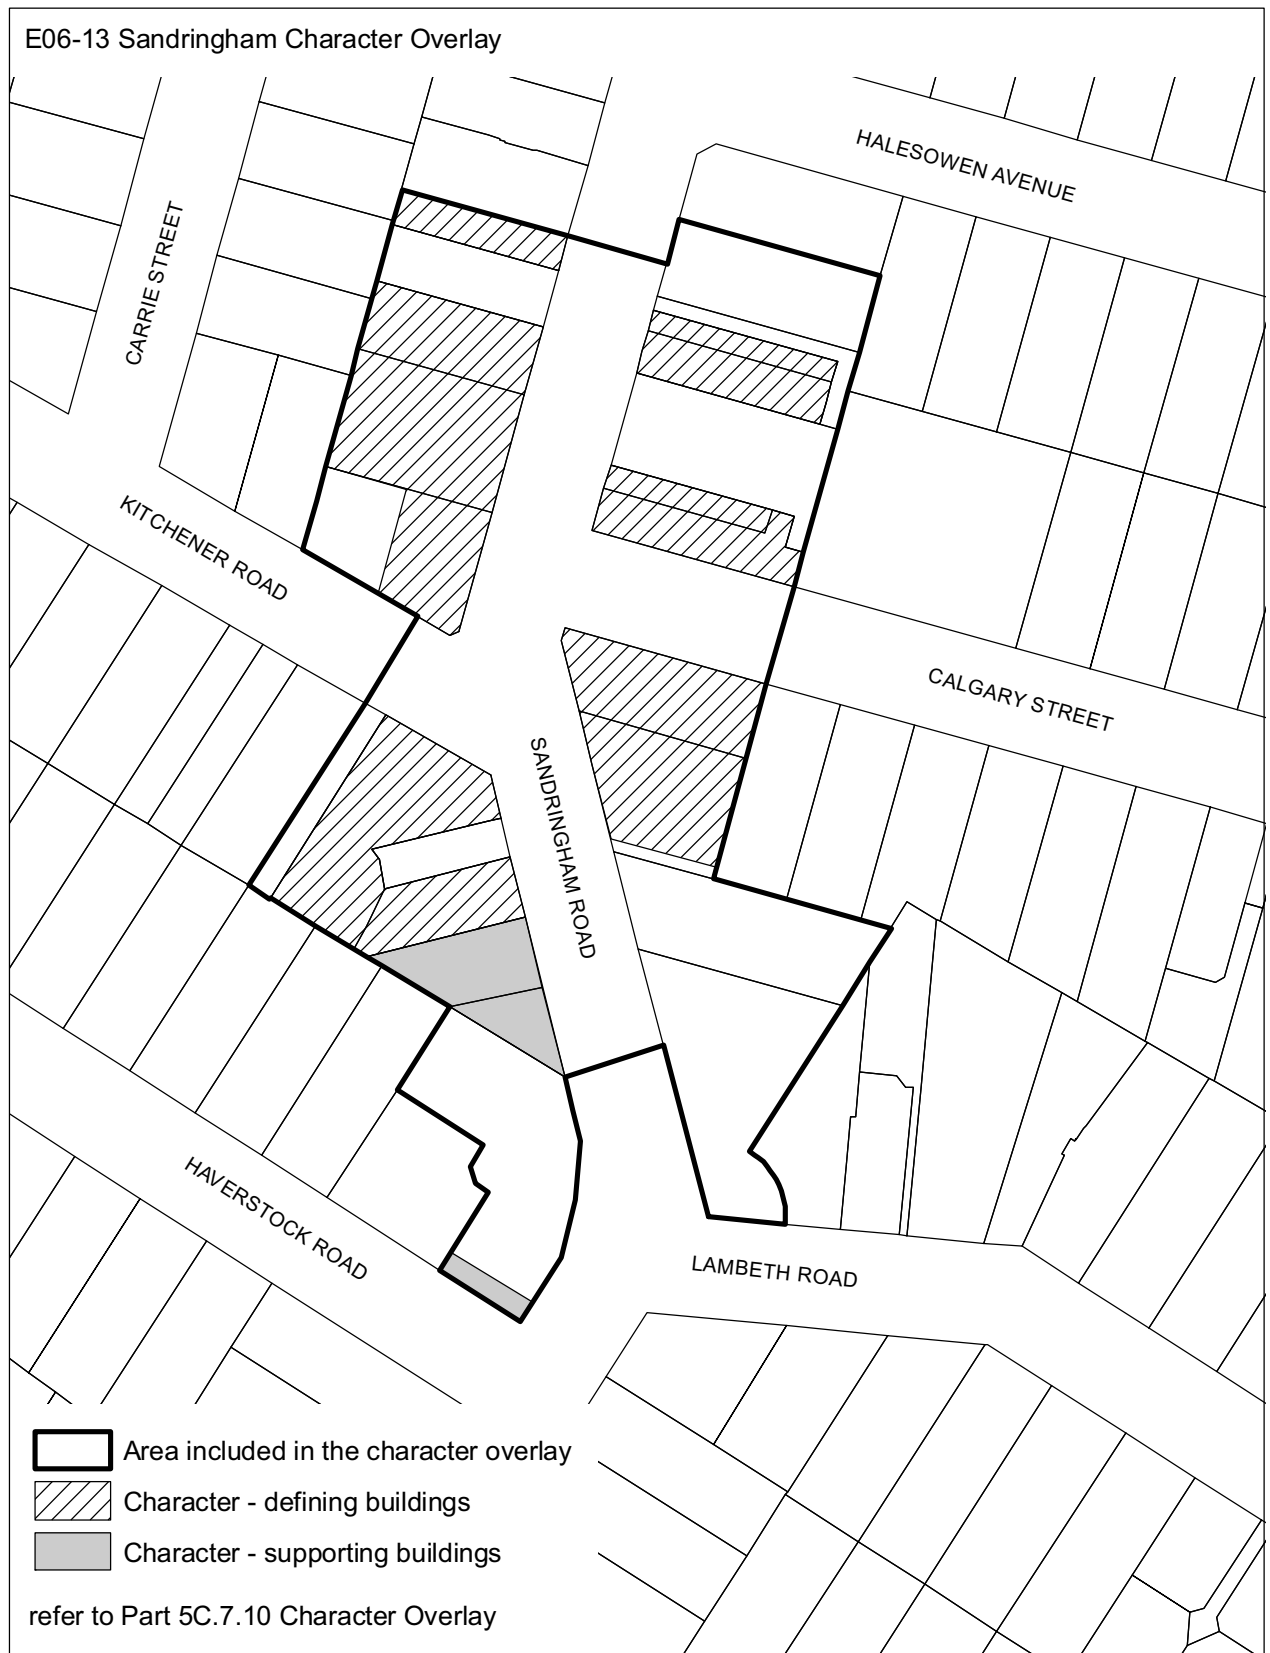 E06-13 Sandringham Character Overlay
HALESOWEN AVENUE
CARRIE STREET
KITCHENER ROAD
CALGARY STREET
SANDRINGHAM ROAD
HAVERSTOCK ROAD
LAMBETH ROAD
Area included in the character overlay
Character - defining buildings
Character - supporting buildings
refer to Part 5C.7.10 Character Overlay